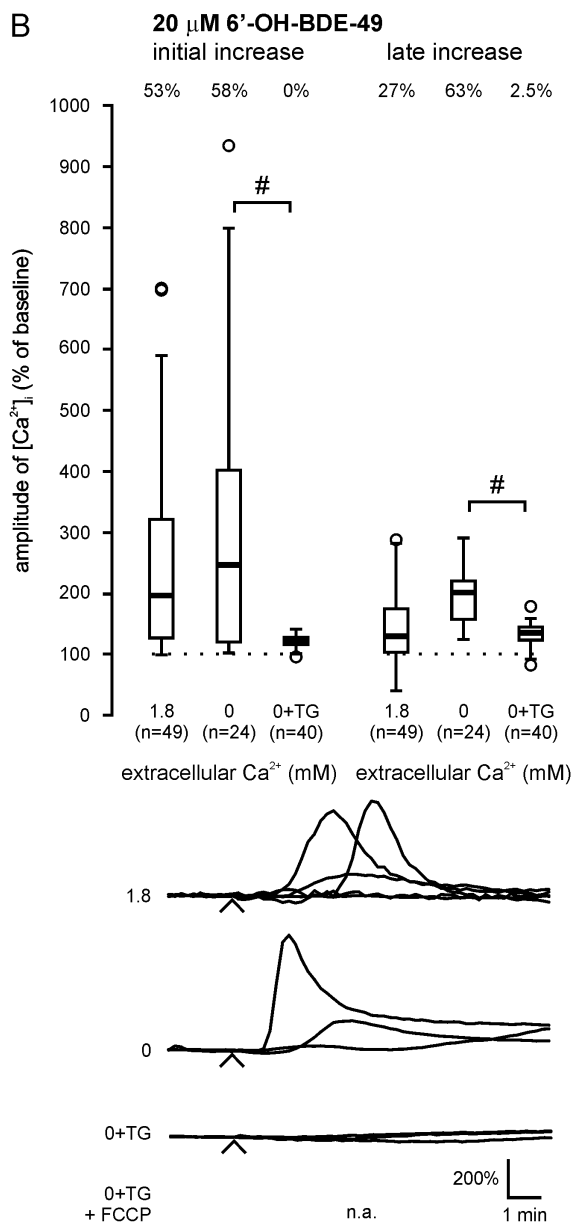 B
20 μM 6’-OH-BDE-49
initial increase late increase
53% 58% 0% 27% 63% 2.5%
1000
900
800
700
600
500
400
300
200
100
0
amplitude of [Ca²⁺]ᵢ (% of baseline)
#
#
1.8 0 0+TG 1.8 0 0+TG
(n=49) (n=24) (n=40) (n=49) (n=24) (n=40)
extracellular Ca²⁺ (mM) extracellular Ca²⁺ (mM)
1.8
0
0+TG
200%
1 min
0+TG
+ FCCP n.a.